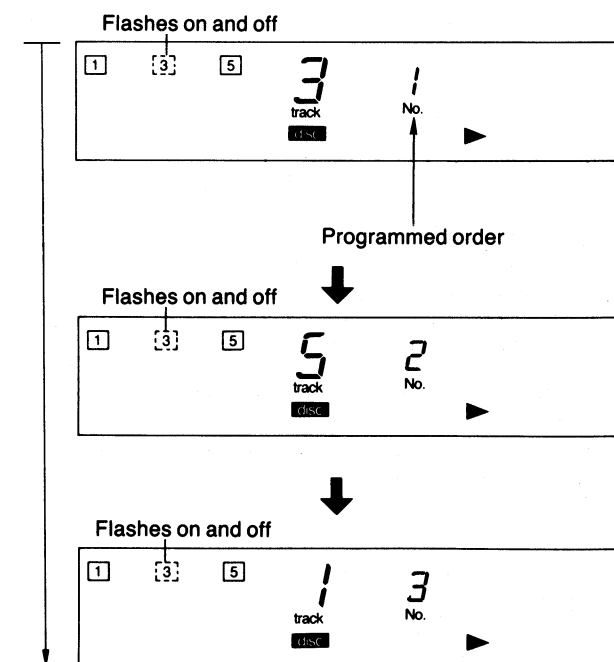 Flashes on and off
1 3 5 3 1
track No.
disc
Programmed order
Flashes on and off
1 3 5 5 2
track No.
disc
Flashes on and off
1 3 5 1 3
track No.
disc